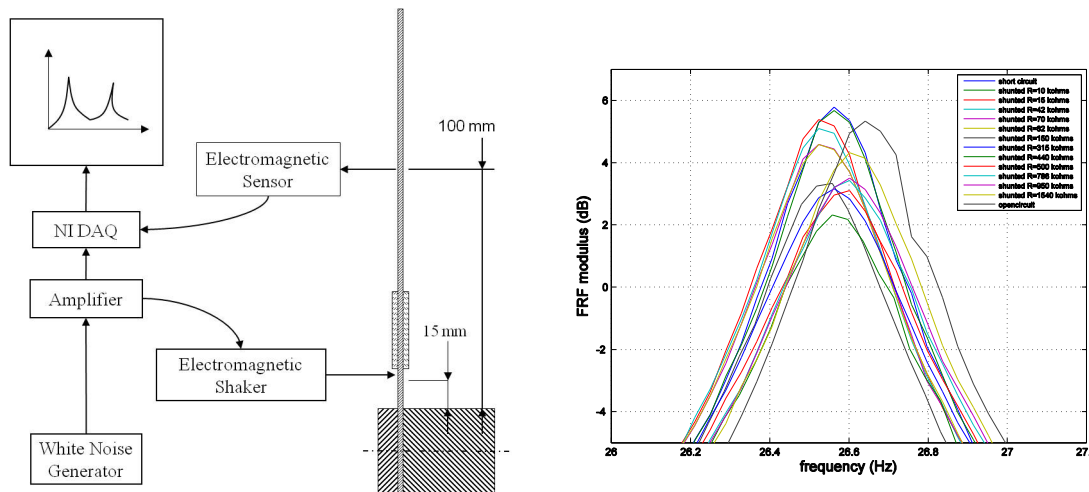 100 mm
Electromagnetic
Sensor
NI DAQ
Amplifier
15 mm
Electromagnetic
Shaker
White Noise
Generator
FRF modulus (dB)
6
4
2
0
-2
-4
26
26.2
26.4
26.6
26.8
27
27.
frequency (Hz)
short circuit
shunted R=10 kohms
shunted R=15 kohms
shunted R=42 kohms
shunted R=70 kohms
shunted R=82 kohms
shunted R=150 kohms
shunted R=315 kohms
shunted R=440 kohms
shunted R=500 kohms
shunted R=786 kohms
shunted R=950 kohms
shunted R=1640 kohms
opencircuit